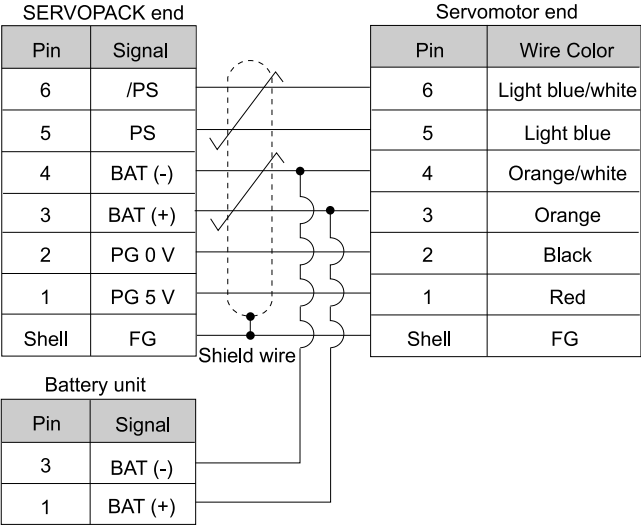 SERVOPACK end
Servomotor end
Pin Signal
Pin Wire Color
6 /PS
6 Light blue/white
5 PS
5 Light blue
4 BAT (-)
4 Orange/white
3 BAT (+)
3 Orange
2 PG 0 V
2 Black
1 PG 5 V
1 Red
Shell FG
Shell FG
Shield wire
Battery unit
Pin Signal
3 BAT (-)
1 BAT (+)